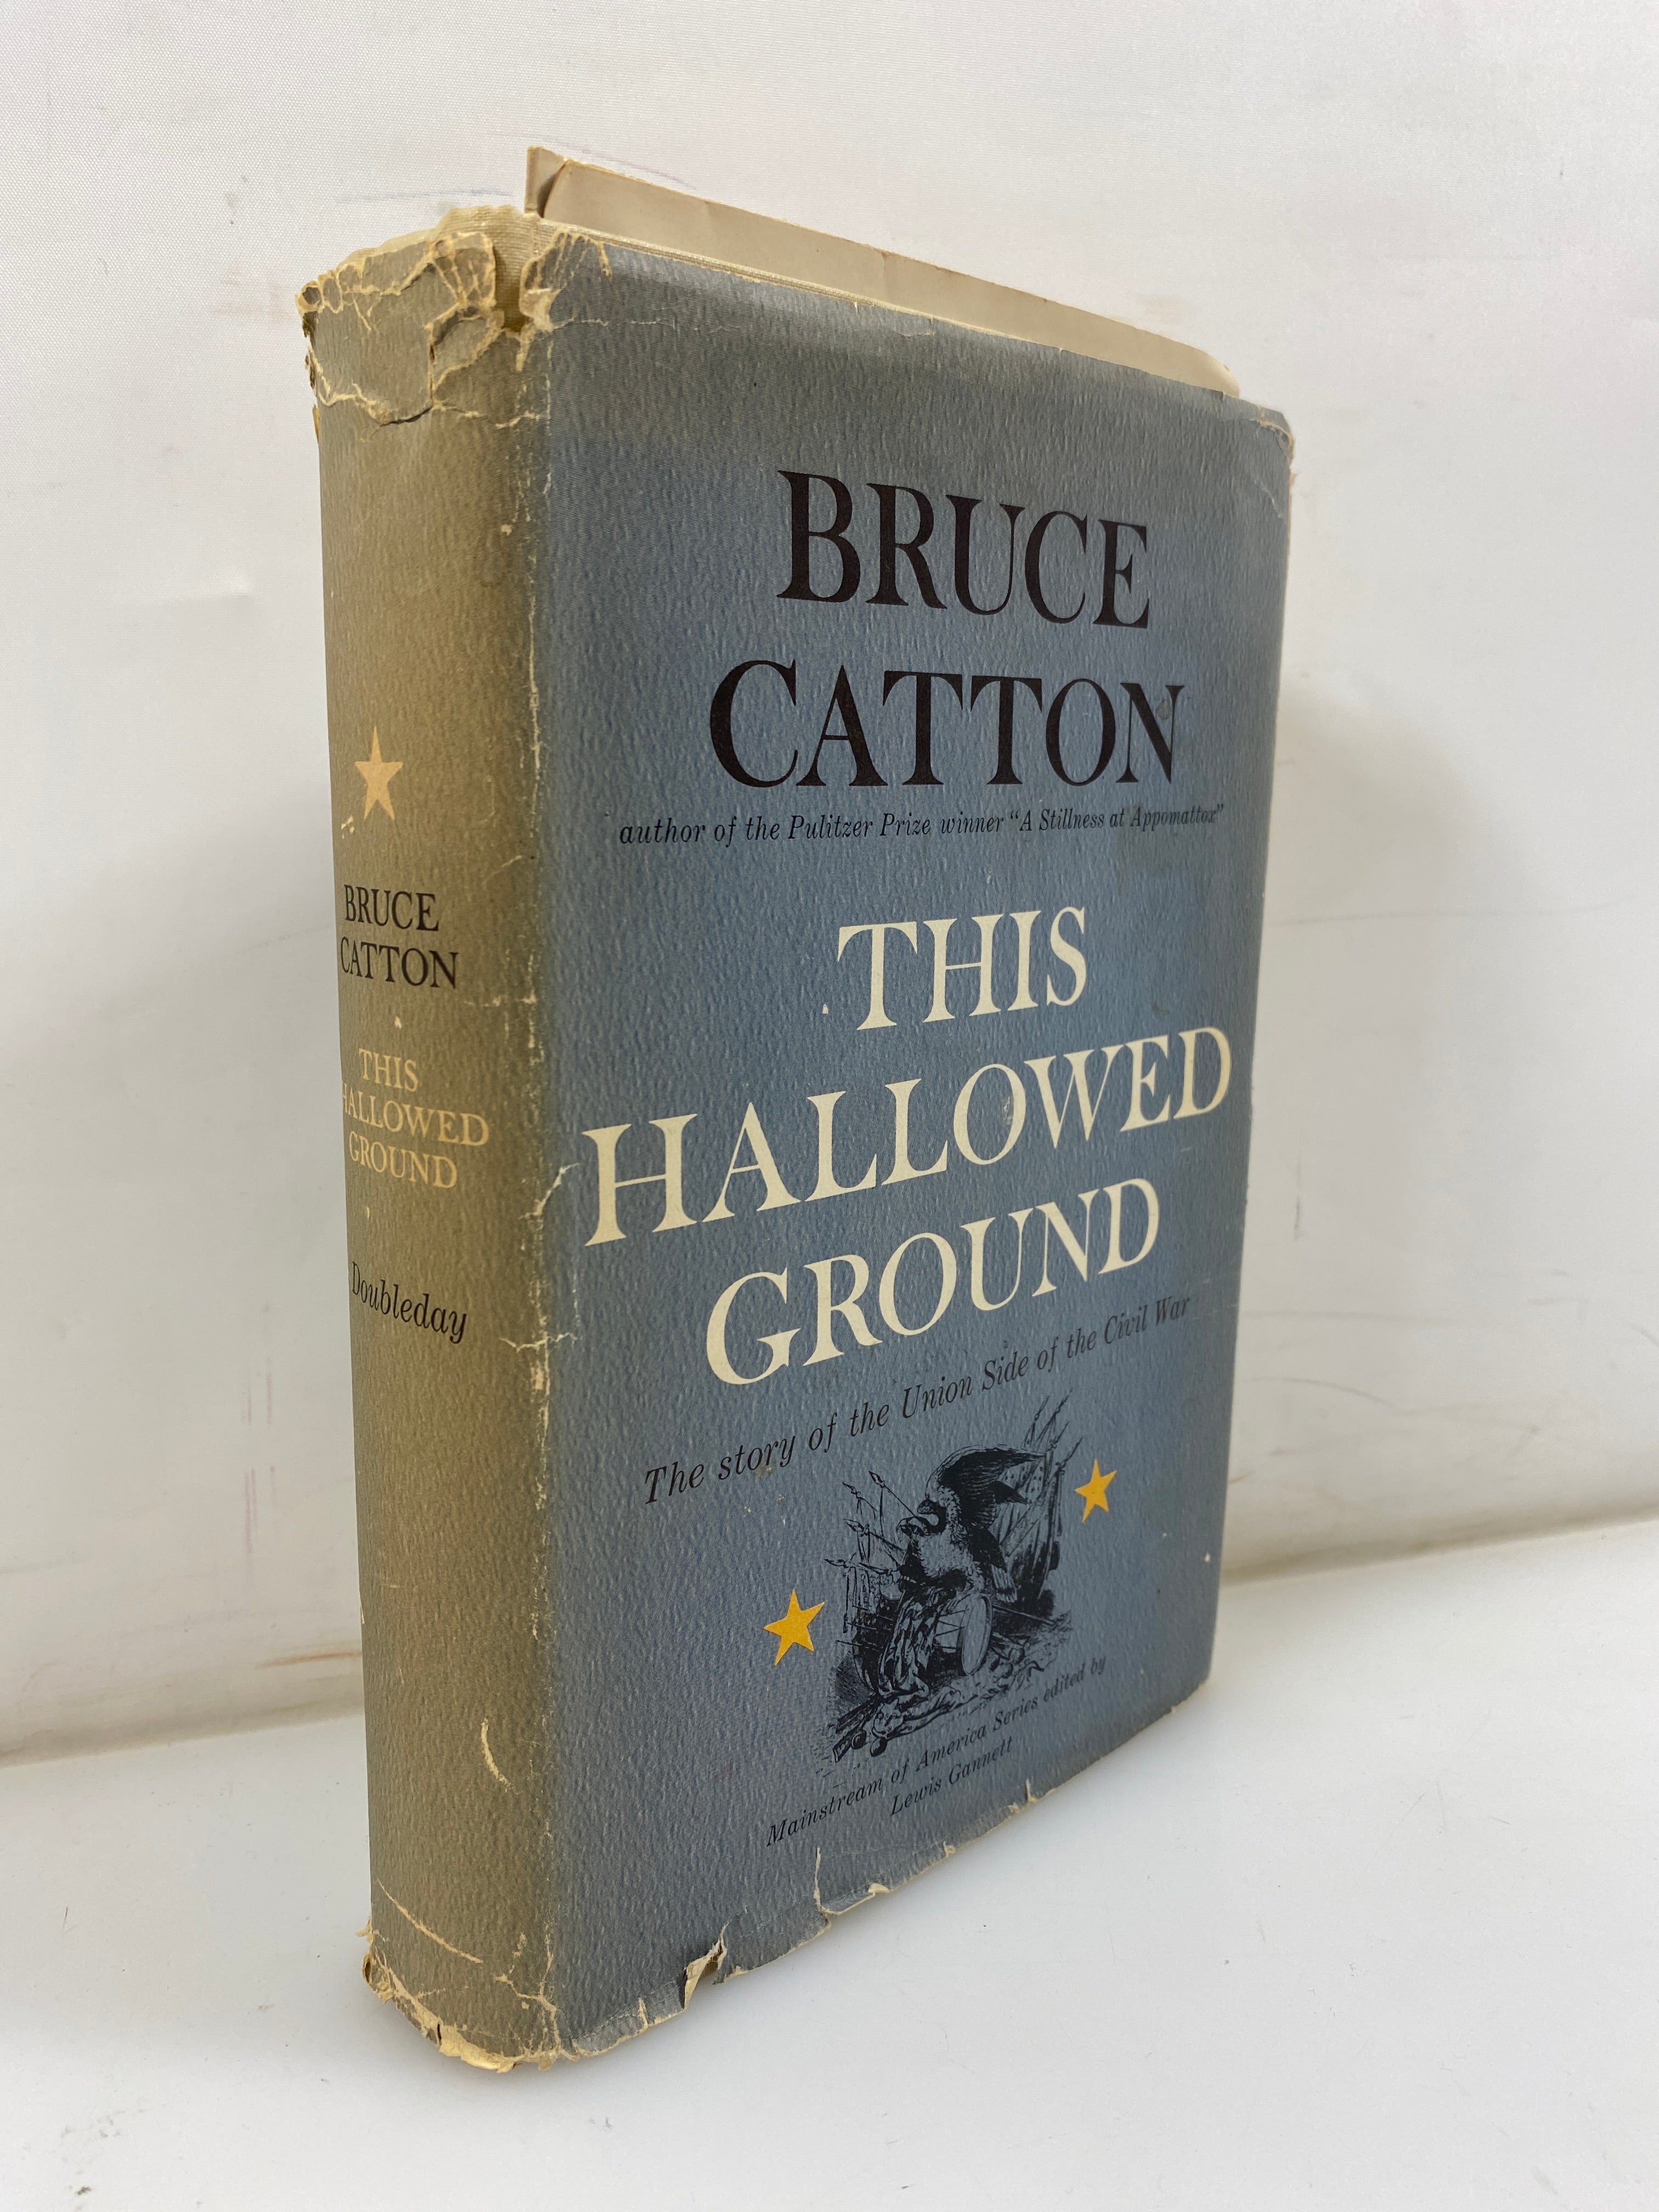 BRUCE
CATTON
THIS
HALLOWED
GROUND
Doubleday
BRUCE
CATTON
author of the Pulitzer Prize winner “A Stillness at Appomattox”
THIS
HALLOWED
GROUND
The story of the Union Side of the Civil War
Mainstream of America Series edited by
Lewis Gannett